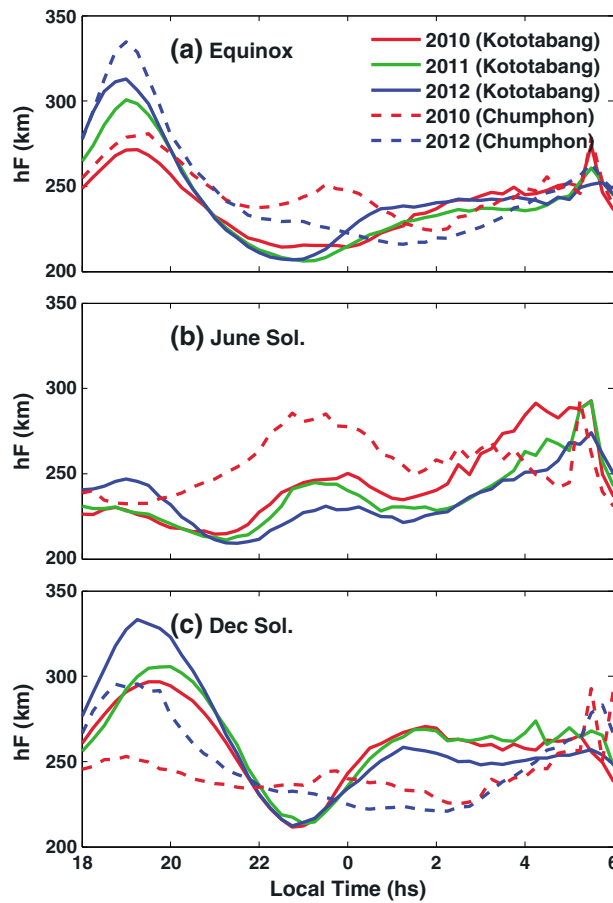 350
300
250
200
hF (km)
(a) Equinox
2010 (Kototabang)
2011 (Kototabang)
2012 (Kototabang)
2010 (Chumphon)
2012 (Chumphon)
350
300
250
200
hF (km)
(b) June Sol.
350
300
250
200
hF (km)
(c) Dec Sol.
18 20 22 0 2 4 6
Local Time (hs)